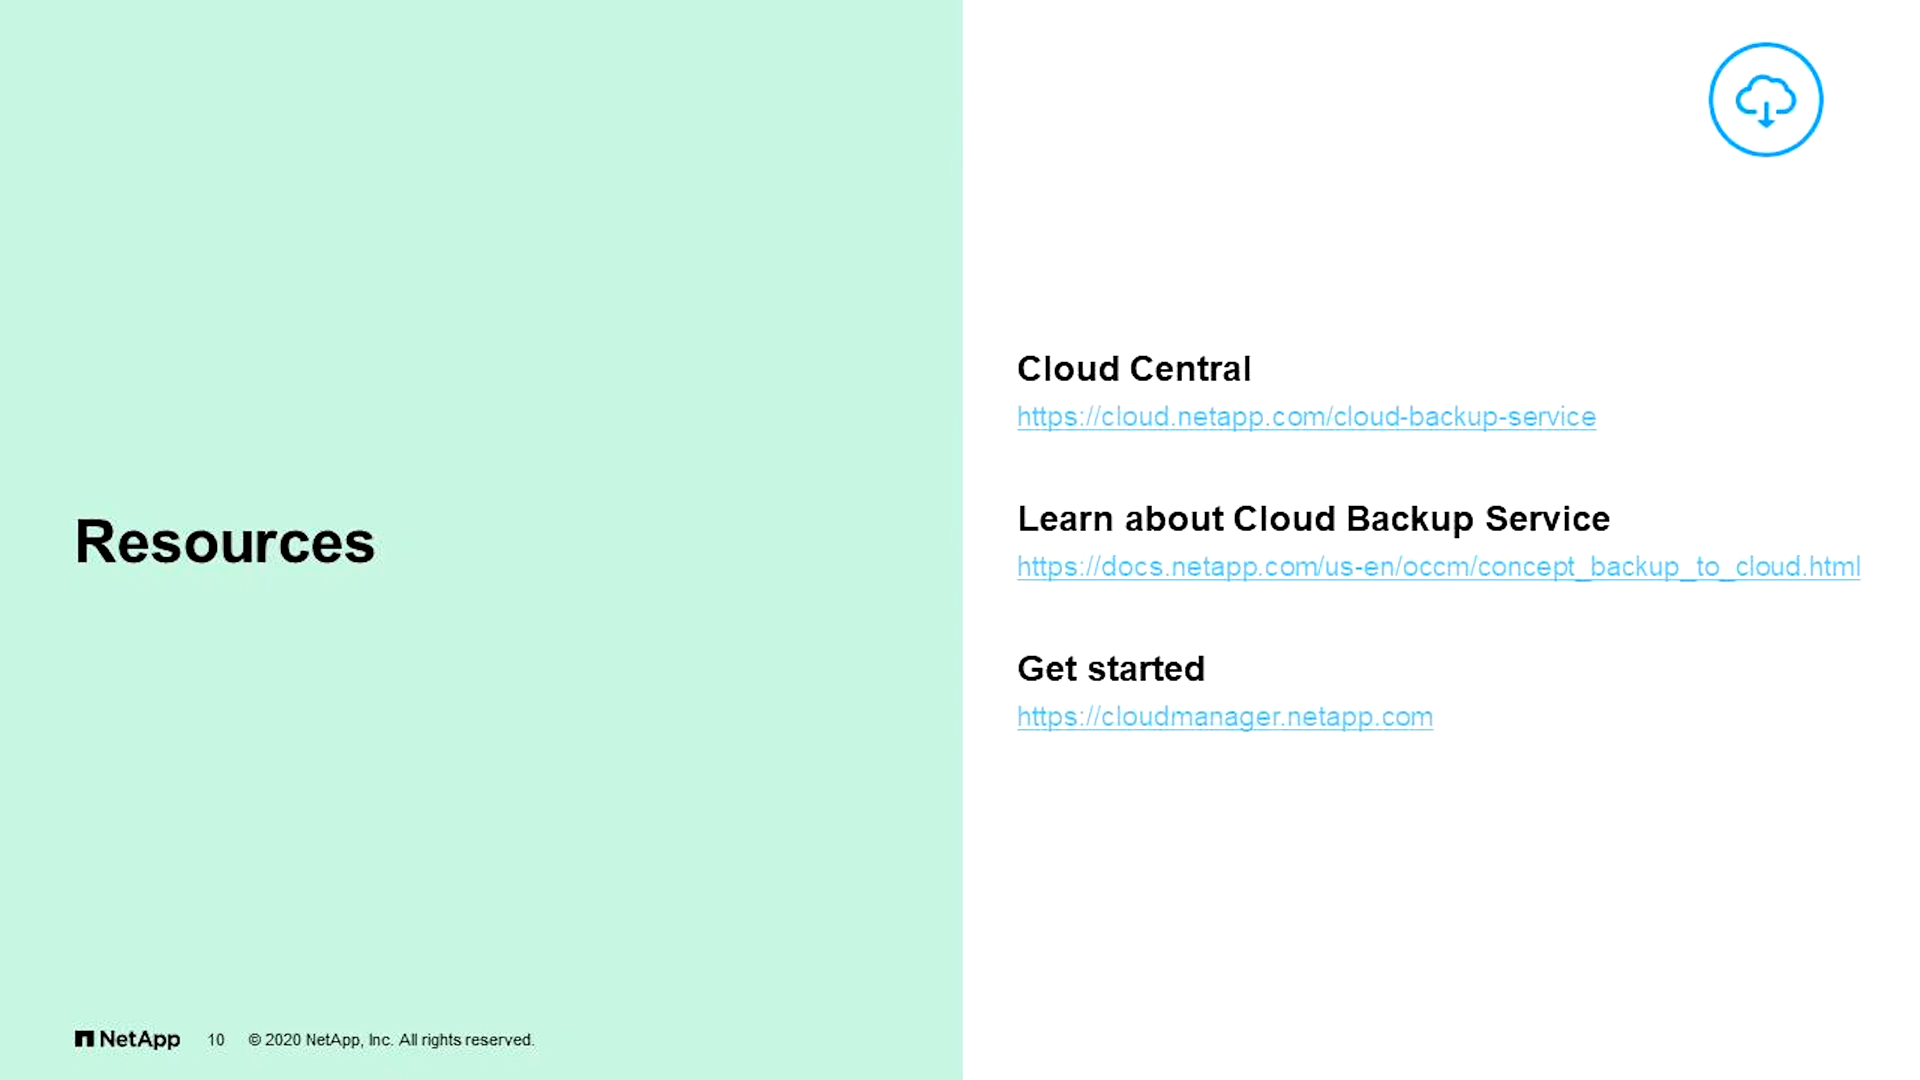 Resources
Cloud Central
https://cloud.netapp.com/cloud-backup-service
Learn about Cloud Backup Service
https://docs.netapp.com/us-en/occm/concept_backup_to_cloud.html
Get started
https://cloudmanager.netapp.com
NetApp 10 © 2020 NetApp, Inc. All rights reserved.